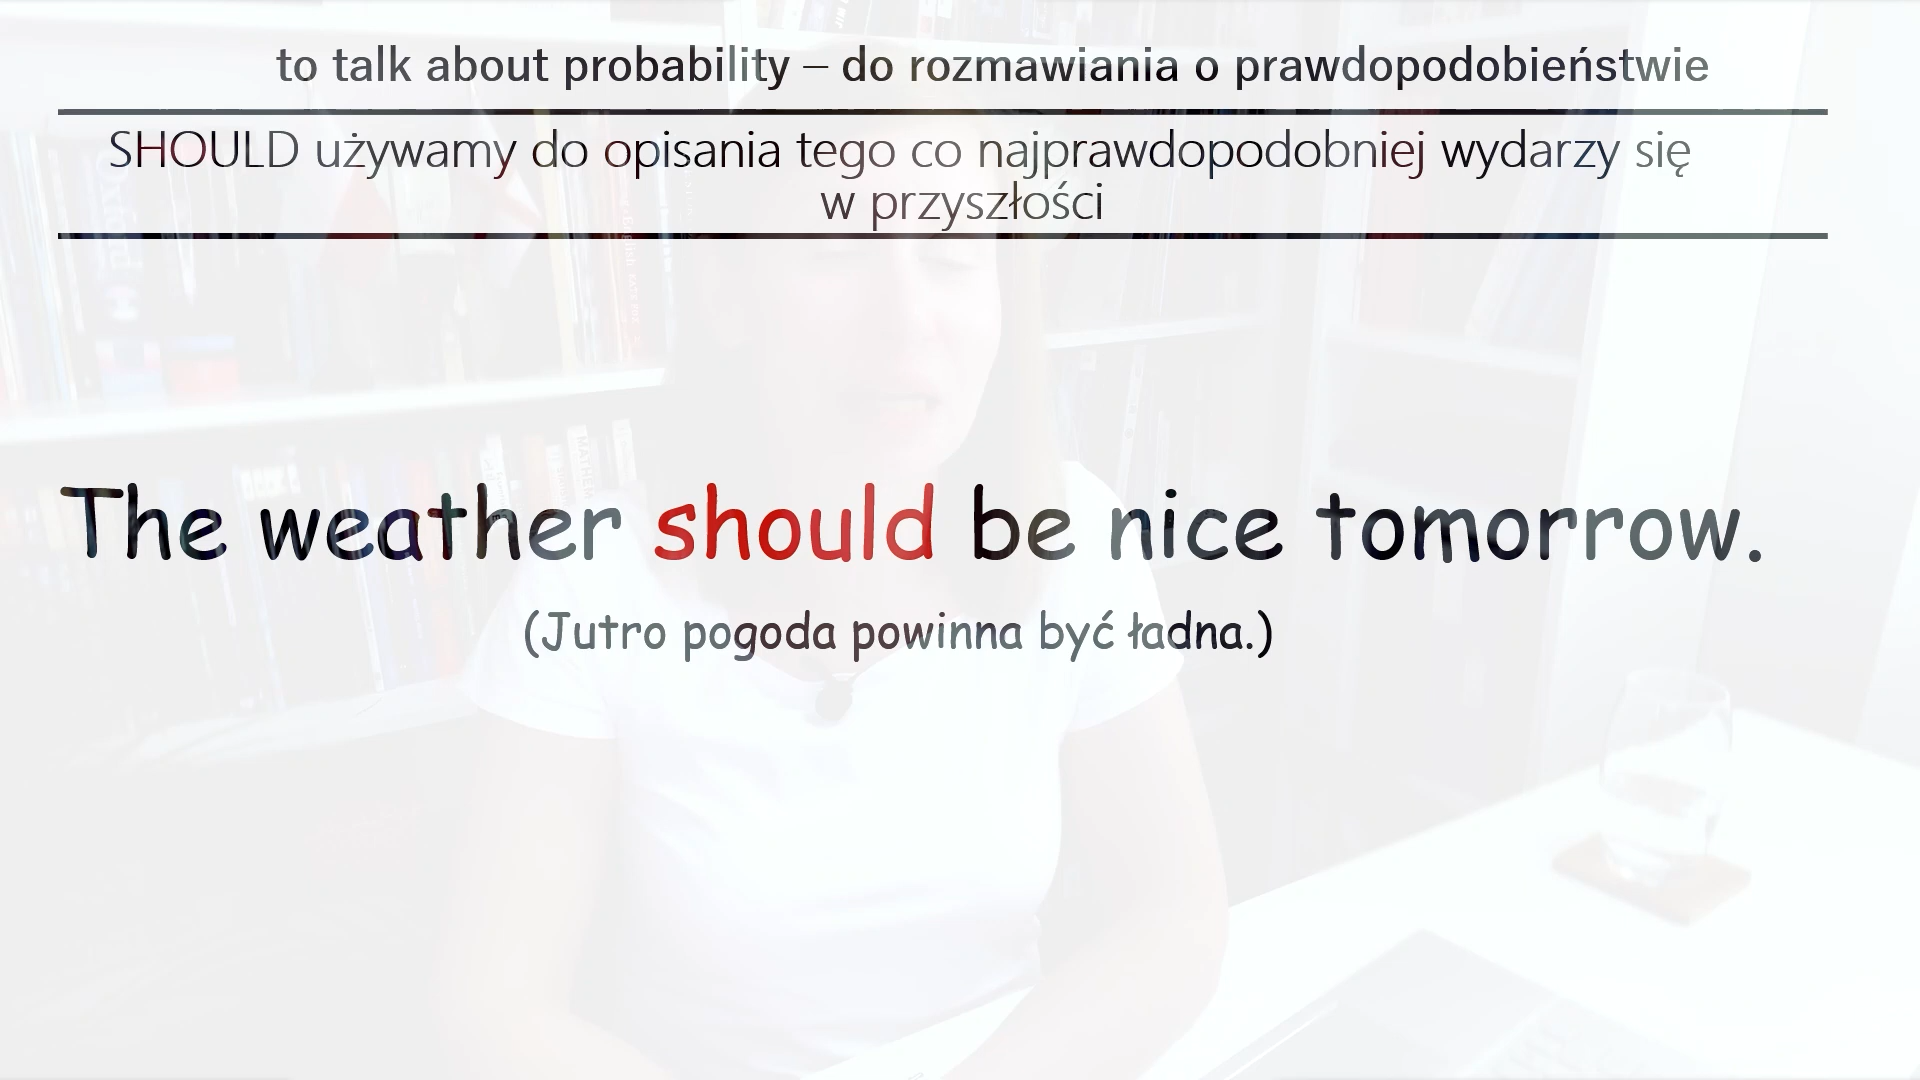 to talk about probability – do rozmawiania o prawdopodobieństwie
SHOULD używamy do opisania tego co najprawdopodobniej wydarzy się
w przyszłości
The weather should be nice tomorrow.
(Jutro pogoda powinna być ładna.)